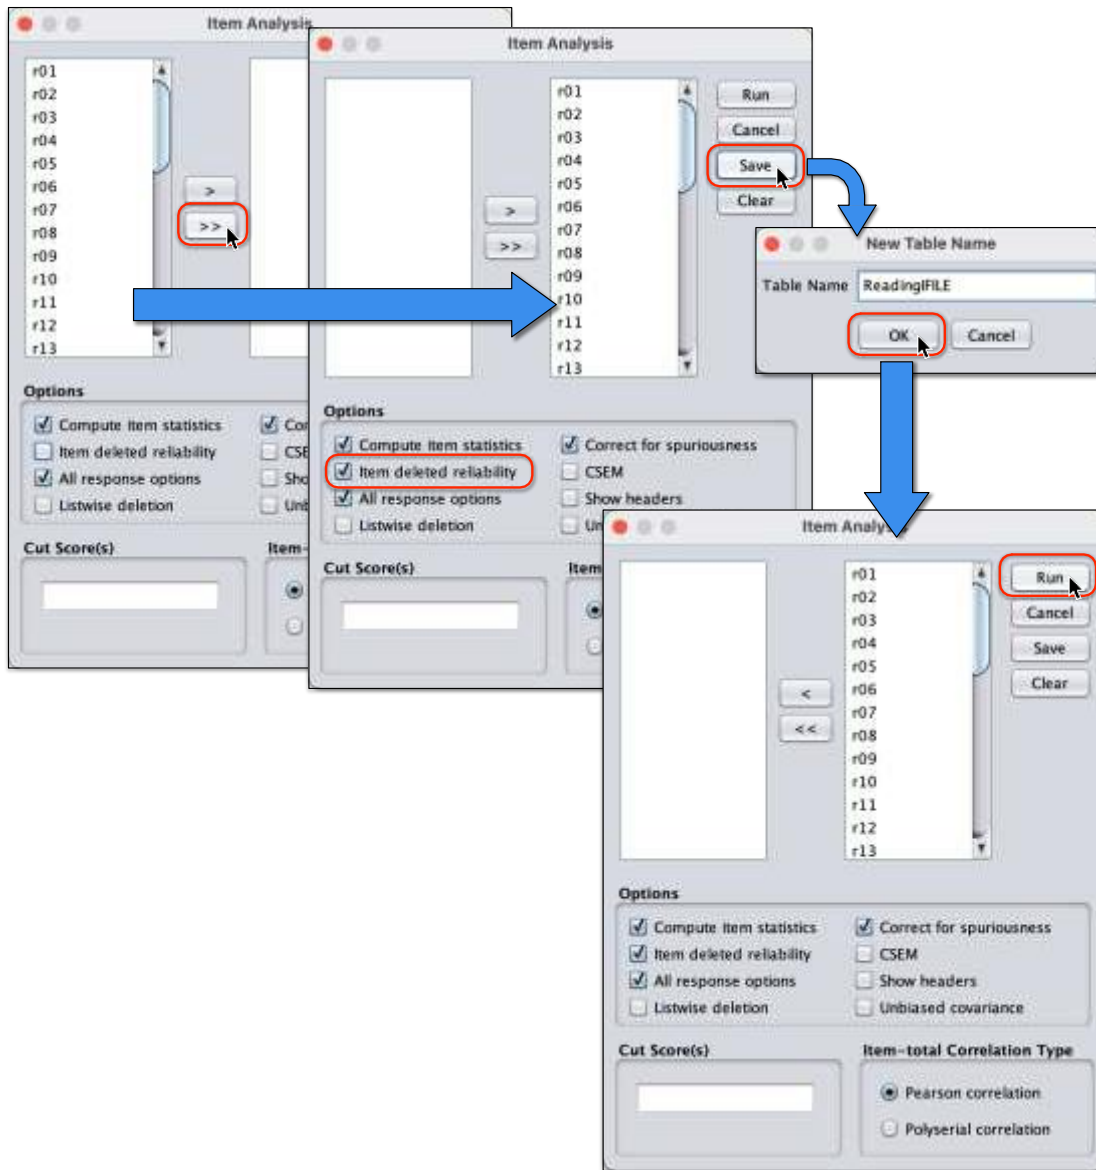 Item Analysis
r01
r02
r03
r04
r05
r06
r07
r08
r09
r10
r11
r12
r13
>
>>
Options
Compute item statistics
Item deleted reliability
All response options
Listwise deletion
Cut Score(s)
Item Analysis
r01
r02
r03
r04
r05
r06
r07
r08
r09
r10
r11
r12
r13
>
>>
Run
Cancel
Save
Clear
Options
Compute item statistics
Correct for spuriousness
Item deleted reliability
CSEM
All response options
Show headers
Listwise deletion
Un
Cut Score(s)
Item
New Table Name
Table Name ReadingIFILE
OK
Cancel
Item Analys
r01
r02
r03
r04
r05
r06
r07
r08
r09
r10
r11
r12
r13
<
<<
Run
Cancel
Save
Clear
Options
Compute item statistics
Correct for spuriousness
Item deleted reliability
CSEM
All response options
Show headers
Listwise deletion
Unbiased covariance
Cut Score(s)
Item-total Correlation Type
Pearson correlation
Polyserial correlation